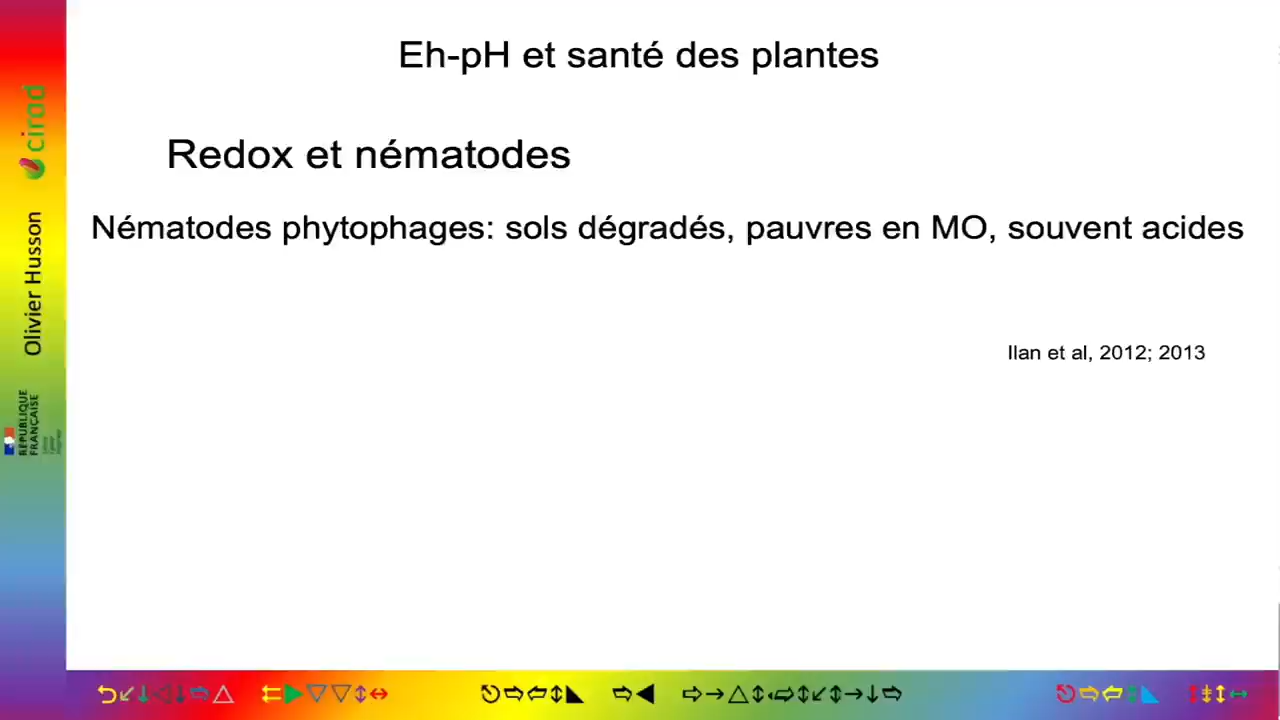 Eh-pH et santé des plantes
Redox et nématodes
Nématodes phytophages: sols dégradés, pauvres en MO, souvent acides
Ilan et al, 2012; 2013
cirad
Olivier Husson
RÉPUBLIQUE
FRANÇAISE